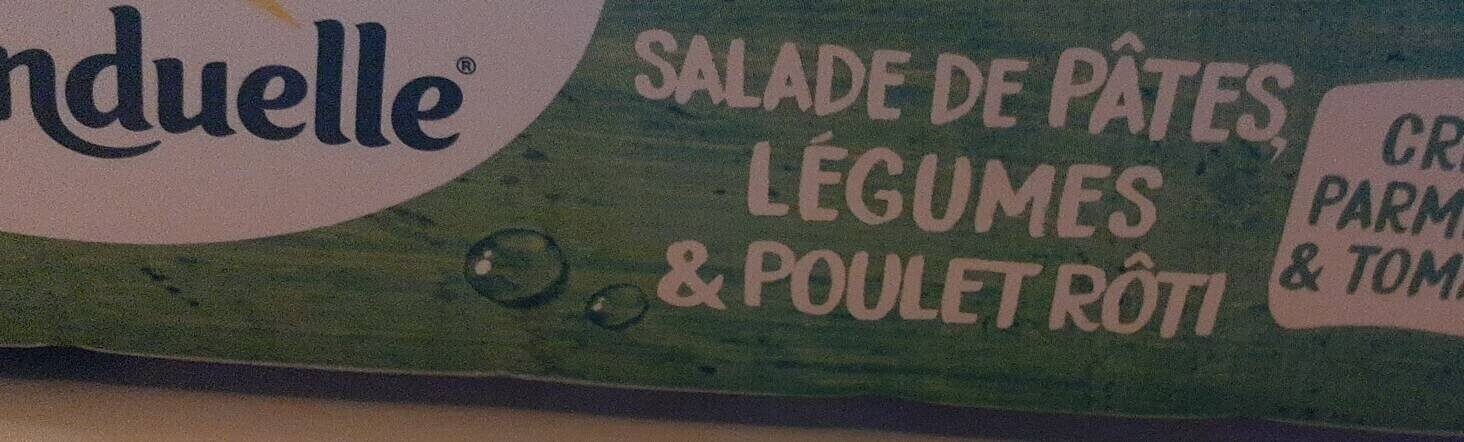 nduelle®
SALADE DE PÂTES,
LÉGUMES
& POULET RÔTI
CR
PARM
& TOM